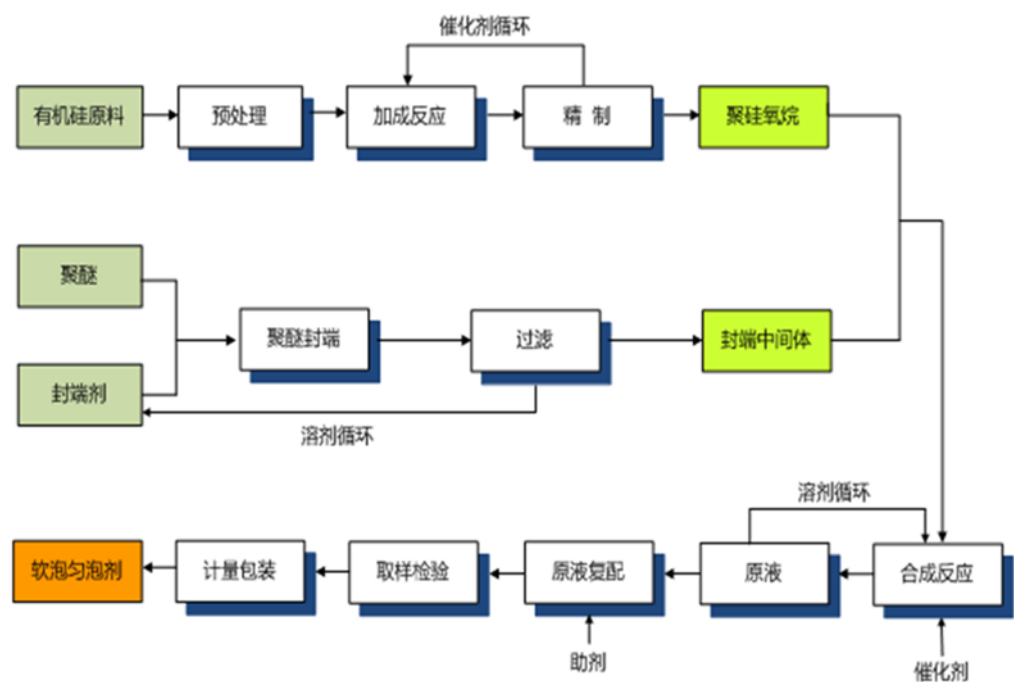 催化剂循环
有机硅原料
预处理
加成反应
精 制
聚硅氧烷
聚醚
聚醚封端
过滤
封端中间体
封端剂
溶剂循环
溶剂循环
软泡匀泡剂
计量包装
取样检验
原液复配
原液
合成反应
助剂
催化剂